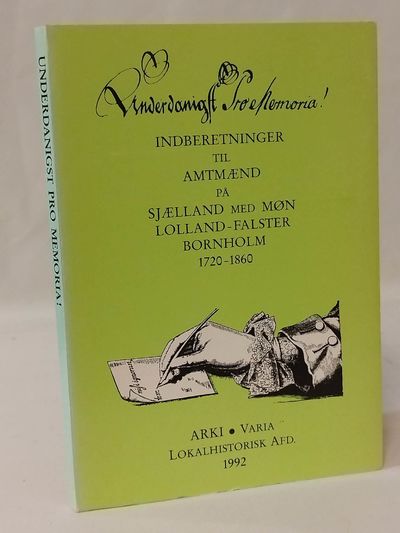 UNDERDANIGST PRO MEMORIA!
Underdanigst Pro Memoria!
INDBERETNINGER
TIL
AMTMÆND
PÅ
SJÆLLAND MED MØN
LOLLAND-FALSTER
BORNHOLM
1720-1860
ARKI • VARIA
LOKALHISTORISK AFD.
1992